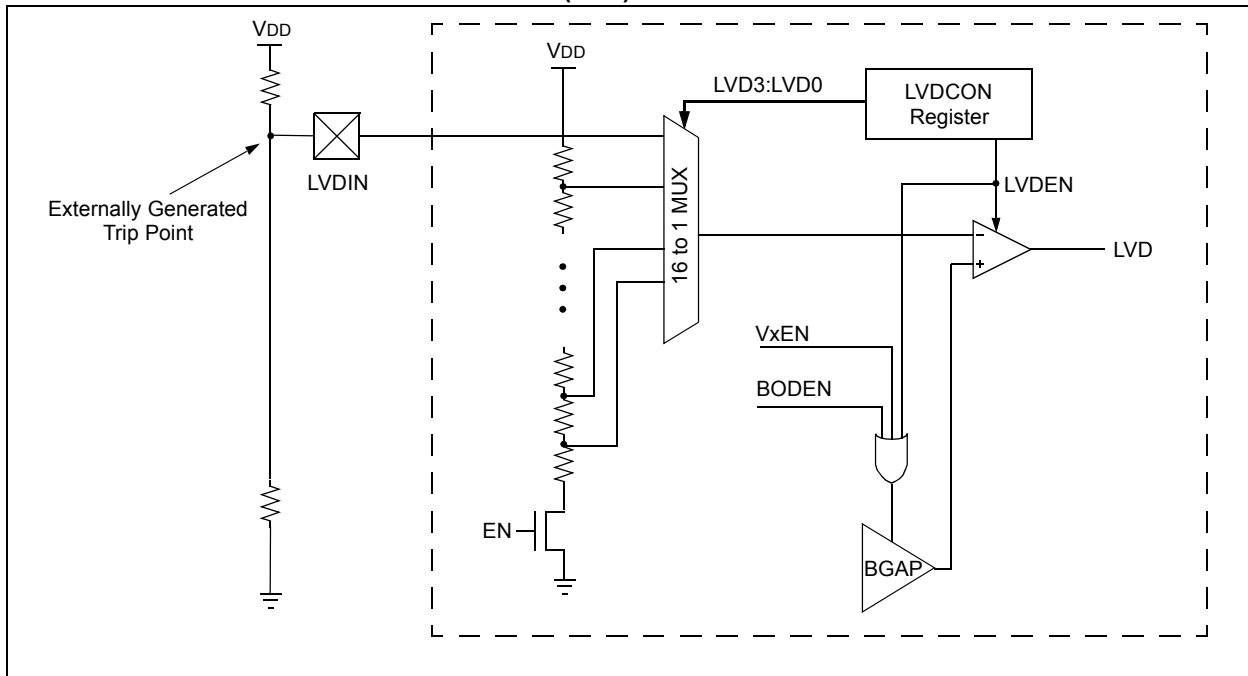 VDD
VDD
LVD3:LVD0
LVDCON
Register
LVDIN
LVDEN
Externally Generated
Trip Point
16 to 1 MUX
–
+
LVD
VxEN
BODEN
EN
BGAP